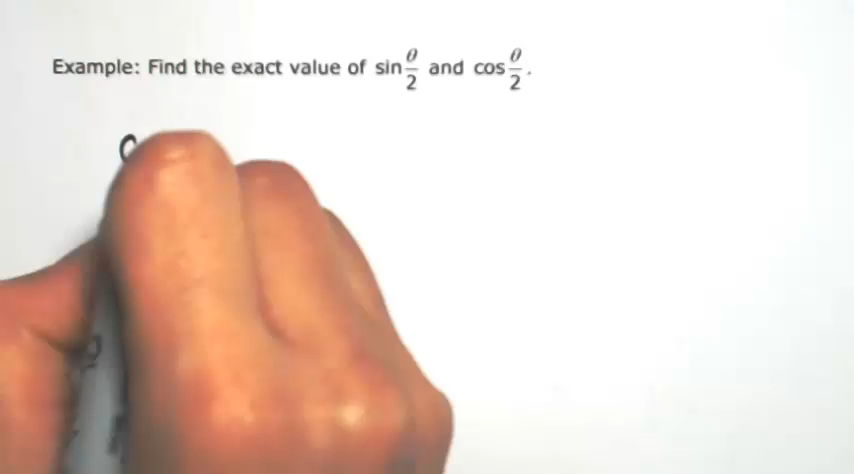 Example: Find the exact value of sin θ/2 and cos θ/2.